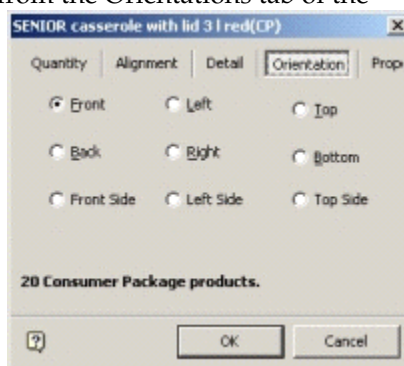 from the Orientations tab of the
SENIOR casserole with lid 3 l red(CP)
Quantity Alignment Detail Orientation Prop
Front Left Top
Back Right Bottom
Front Side Left Side Top Side
20 Consumer Package products.
OK Cancel